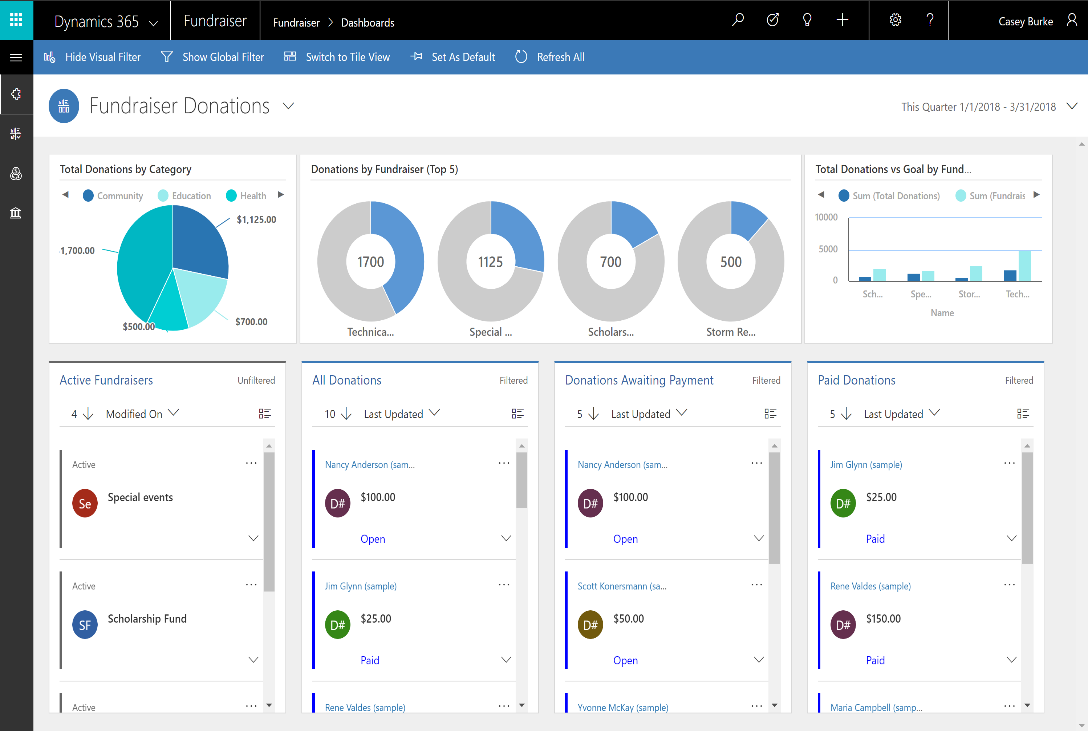 Dynamics 365
Fundraiser
Fundraiser > Dashboards
?
Casey Burke
Hide Visual Filter
Show Global Filter
Switch to Tile View
Set As Default
Refresh All
Fundraiser Donations
This Quarter 1/1/2018 - 3/31/2018
Total Donations by Category
Community
Education
Health
$1,125.00
1,700.00
$700.00
$500.00
Donations by Fundraiser (Top 5)
1700
1125
700
500
Technica...
Special ...
Scholars...
Storm Re...
Total Donations vs Goal by Fund...
Sum (Total Donations)
Sum (Fundrais
10000
5000
0
Sch...
Spe...
Stor...
Tech...
Name
Active Fundraisers
Unfiltered
4
Modified On
Active
Se
Special events
Active
SF
Scholarship Fund
Active
All Donations
Filtered
10
Last Updated
Nancy Anderson (sam...
D#
$100.00
Open
Jim Glynn (sample)
D#
$25.00
Paid
Rene Valdes (sample)
Donations Awaiting Payment
Filtered
5
Last Updated
Nancy Anderson (sam...
D#
$100.00
Open
Scott Konersmann (sa...
D#
$50.00
Open
Yvonne McKay (sample)
Paid Donations
Filtered
5
Last Updated
Jim Glynn (sample)
D#
$25.00
Paid
Rene Valdes (sample)
D#
$150.00
Paid
Maria Campbell (samp...